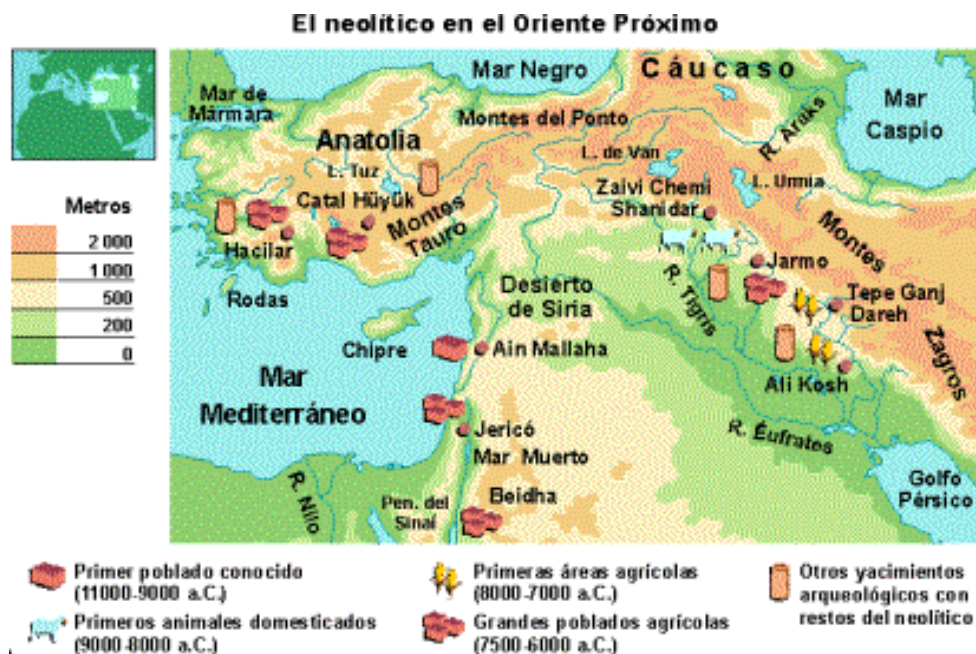 El neolítico en el Oriente Próximo
Mar Negro
Cáucaso
Mar de
Mármara
Mar
Caspio
Montes del Ponto
R. Araks
Anatolia
L. de Van
L. Tuz
Zaivi Chemi
Shanidar
L. Urmia
Metros
2 000
1 000
500
200
0
Catal Hüyük
Montes
Tauro
Montes
Zagros
Hacilar
Jarmo
R. Tigris
Tepe Ganj
Dareh
Rodas
Desierto
de Siria
Chipre
Ain Mallaha
Ali Kosh
Mar
Mediterráneo
Jericó
R. Éufrates
Mar Muerto
Golfo
Pérsico
R. Nilo
Pen. del
Sinaí
Beidha
Primer poblado conocido
(11000-9000 a.C.)
Primeros animales domesticados
(9000-8000 a.C.)
Primeras áreas agrícolas
(8000-7000 a.C.)
Grandes poblados agrícolas
(7500-6000 a.C.)
Otros yacimientos
arqueológicos con
restos del neolítico